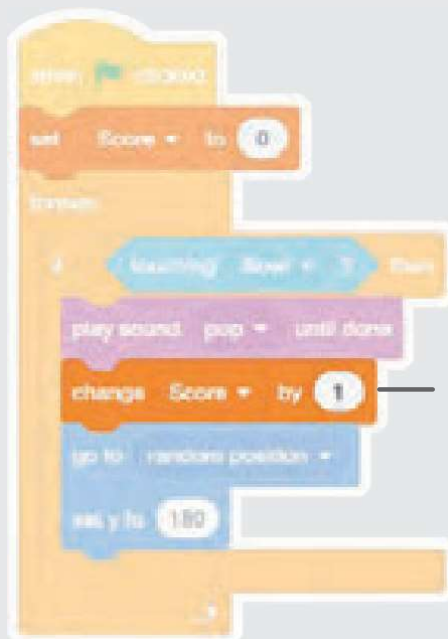 when clicked
set Score to 0
forever
if touching Bowl ? then
play sound pop until done
change Score by 1
go to random position
set y to 180